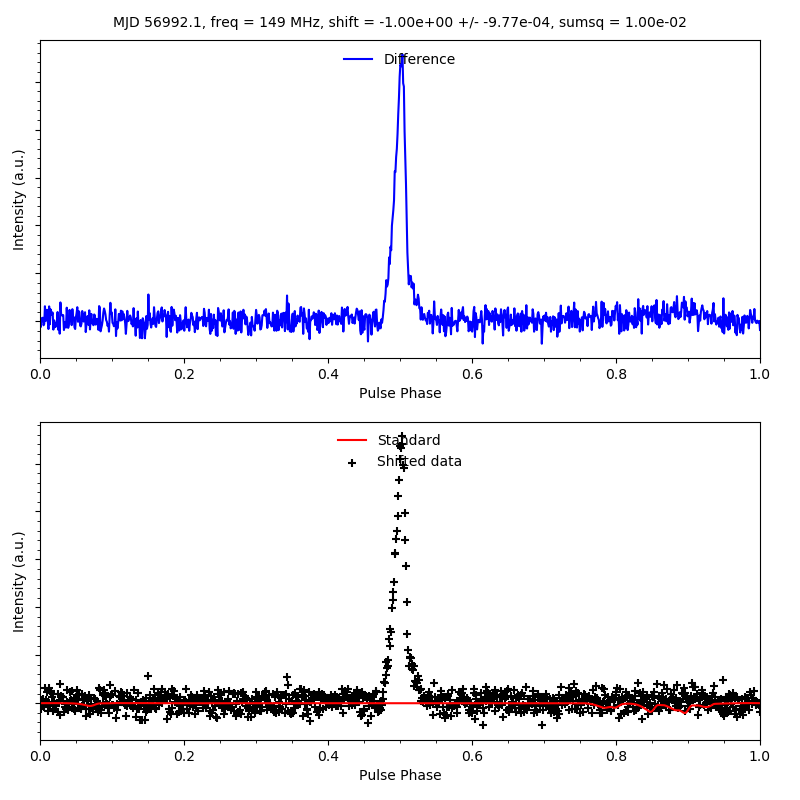 MJD 56992.1, freq = 149 MHz, shift = -1.00e+00 +/- -9.77e-04, sumsq = 1.00e-02
Difference
Intensity (a.u.)
0.0 0.2 0.4 0.6 0.8 1.0
Pulse Phase
Standard
Shifted data
Intensity (a.u.)
0.0 0.2 0.4 0.6 0.8 1.0
Pulse Phase